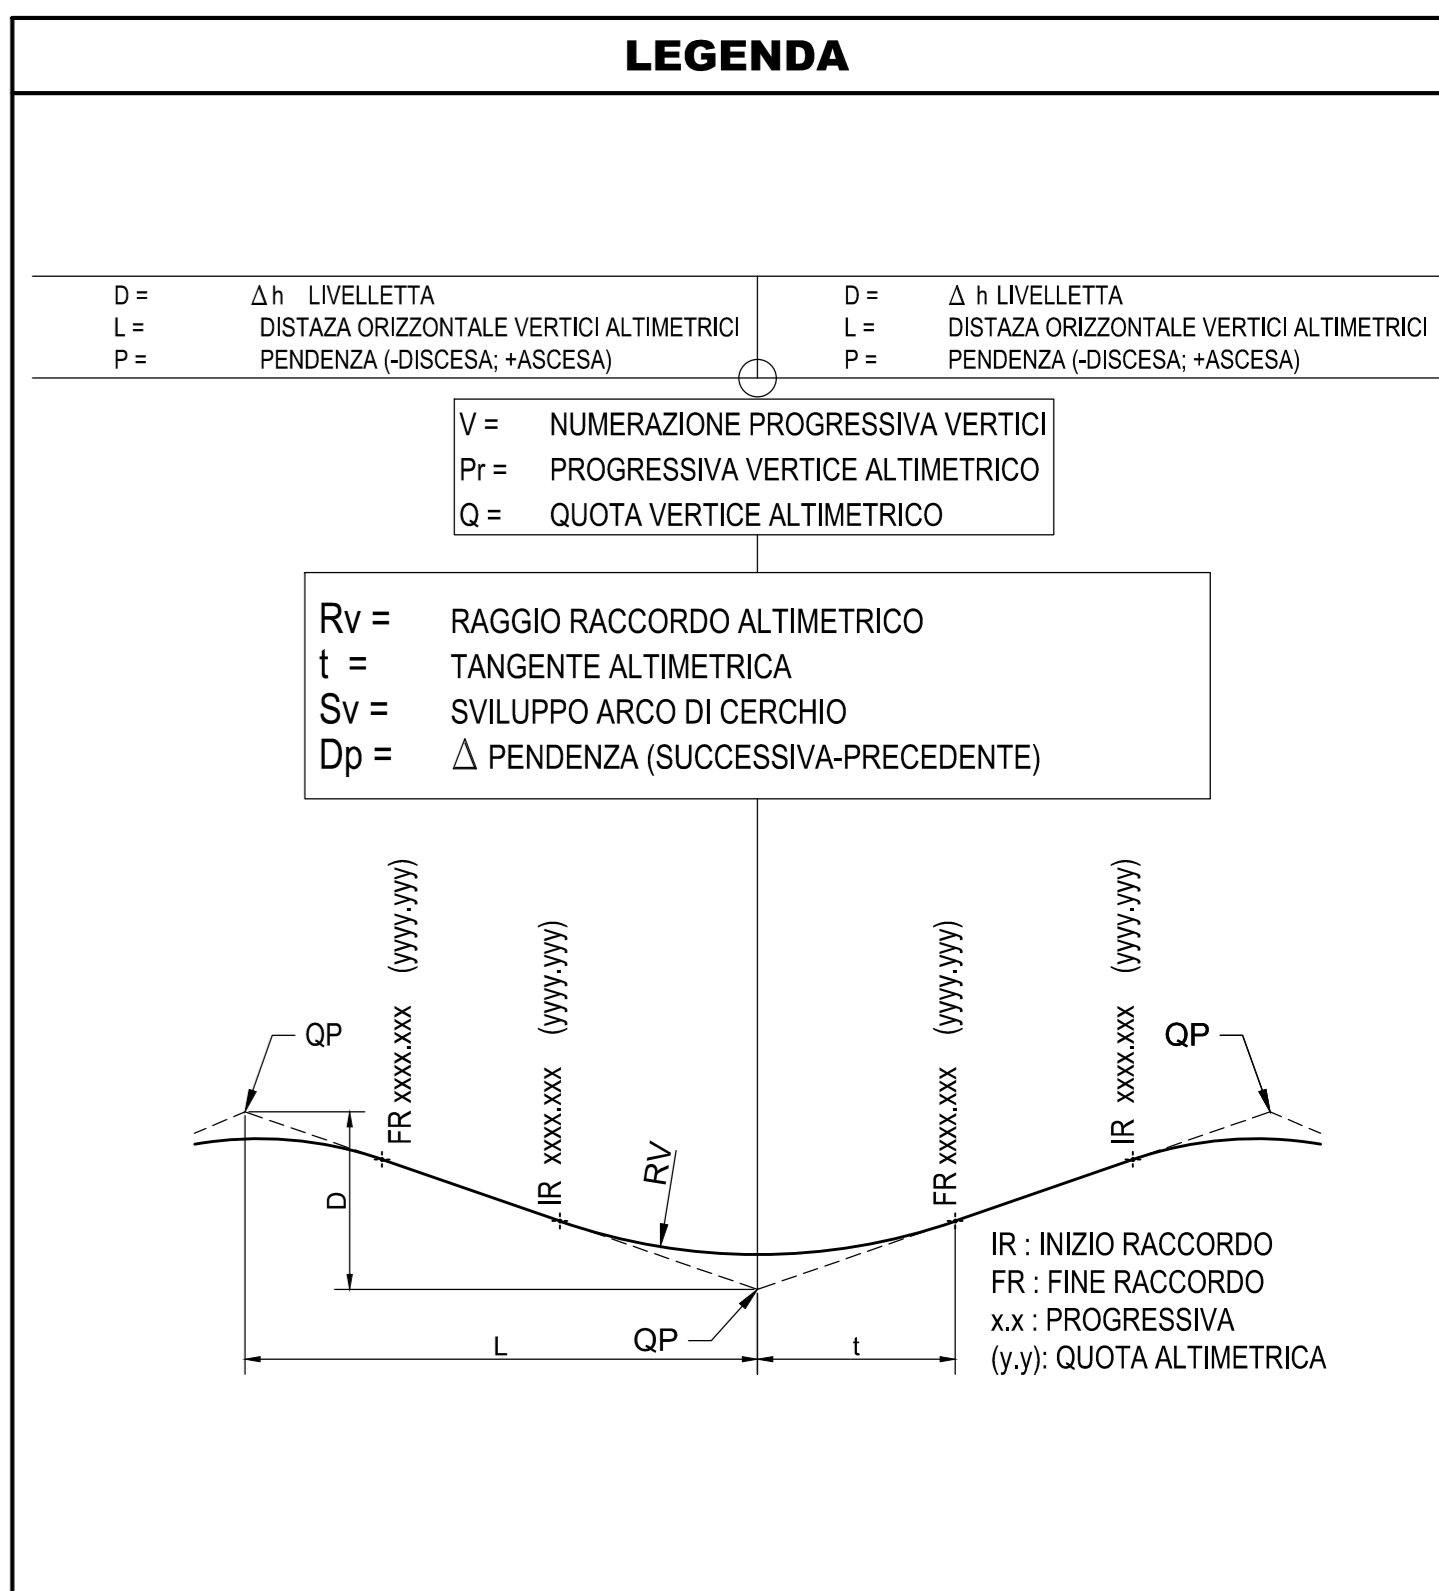 LEGENDA
D = Δ h LIVELLETTA
L = DISTAZA ORIZZONTALE VERTICI ALTIMETRICI
P = PENDENZA (-DISCESA; +ASCESA)
D = Δ h LIVELLETTA
L = DISTAZA ORIZZONTALE VERTICI ALTIMETRICI
P = PENDENZA (-DISCESA; +ASCESA)
V = NUMERAZIONE PROGRESSIVA VERTICI
Pr = PROGRESSIVA VERTICE ALTIMETRICO
Q = QUOTA VERTICE ALTIMETRICO
Rv = RAGGIO RACCORDO ALTIMETRICO
t = TANGENTE ALTIMETRICA
Sv = SVILUPPO ARCO DI CERCHIO
Dp = Δ PENDENZA (SUCCESSIVA-PRECEDENTE)
QP
FR xxxx.xxx (yyyy.yyy)
IR xxxx.xxx (yyyy.yyy)
FR xxxx.xxx (yyyy.yyy)
IR xxxx.xxx (yyyy.yyy)
QP
D
RV
QP
L
t
IR : INIZIO RACCORDO
FR : FINE RACCORDO
x.x : PROGRESSIVA
(y.y): QUOTA ALTIMETRICA